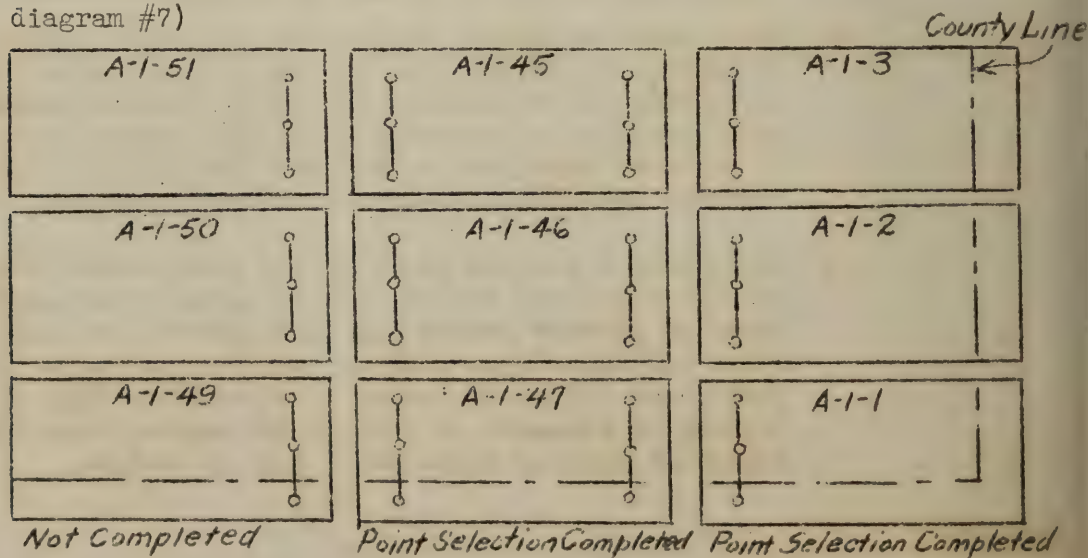 diagram #7)
County Line
A-1-51 A-1-45 A-1-3
A-1-50 A-1-46 A-1-2
A-1-49 A-1-47 A-1-1
Not Completed Point Selection Completed Point Selection Completed